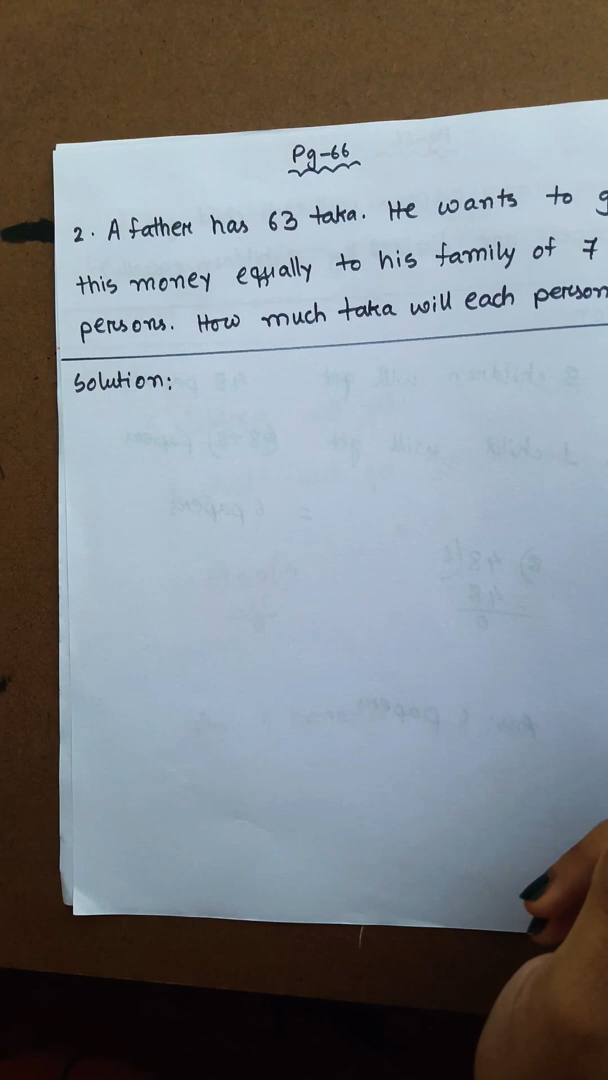 Pg-66
2. A father has 63 taka. He wants to g
this money equally to his family of 7
persons. How much taka will each person
Solution: